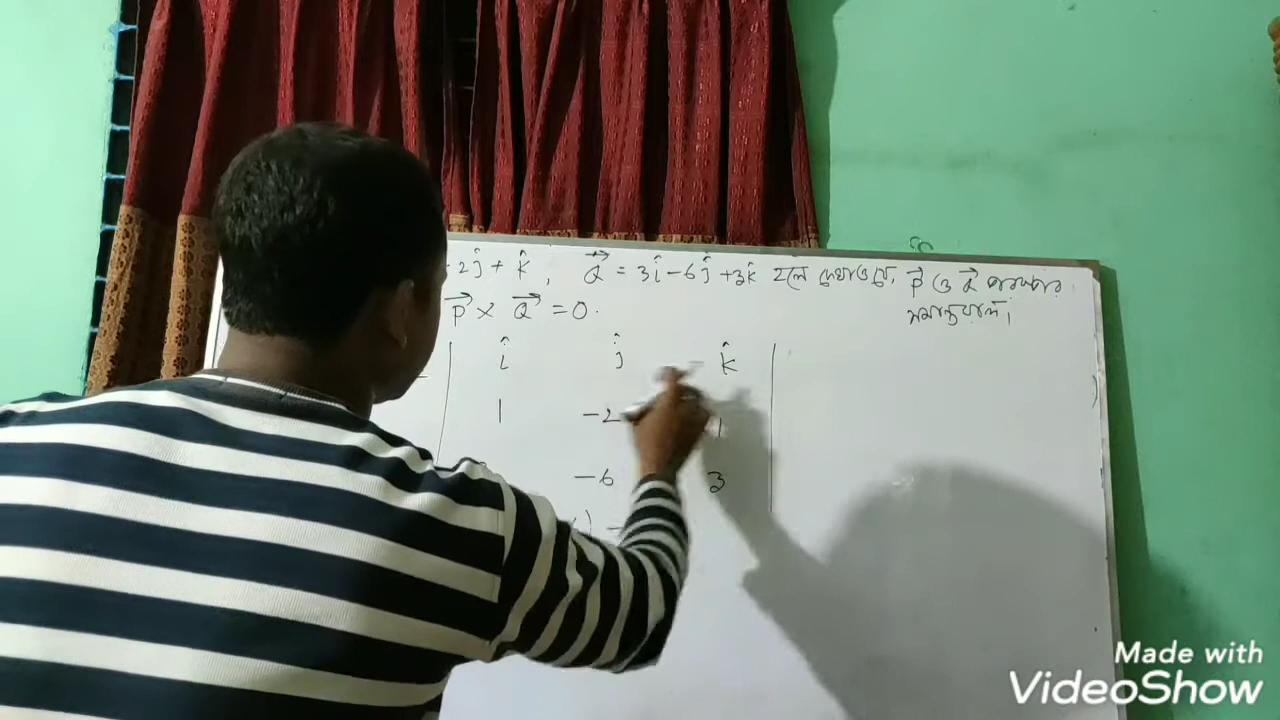 2ĵ + k̂, Q⃗ = 3î - 6ĵ + 3k̂ হলে দেখাও যে, P⃗ ও Q⃗ পরস্পর
সমান্তরাল।
P⃗ × Q⃗ = 0.
î ĵ k̂
1 -2 1
-6 3
Made with
VideoShow